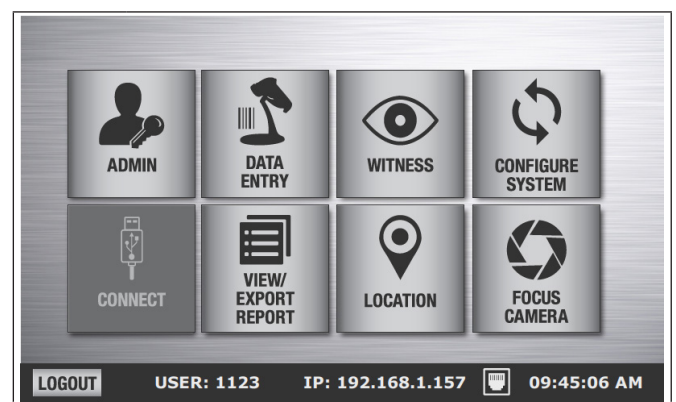 ADMIN
DATA
ENTRY
WITNESS
CONFIGURE
SYSTEM
CONNECT
VIEW/
EXPORT
REPORT
LOCATION
FOCUS
CAMERA
LOGOUT USER: 1123 IP: 192.168.1.157 09:45:06 AM